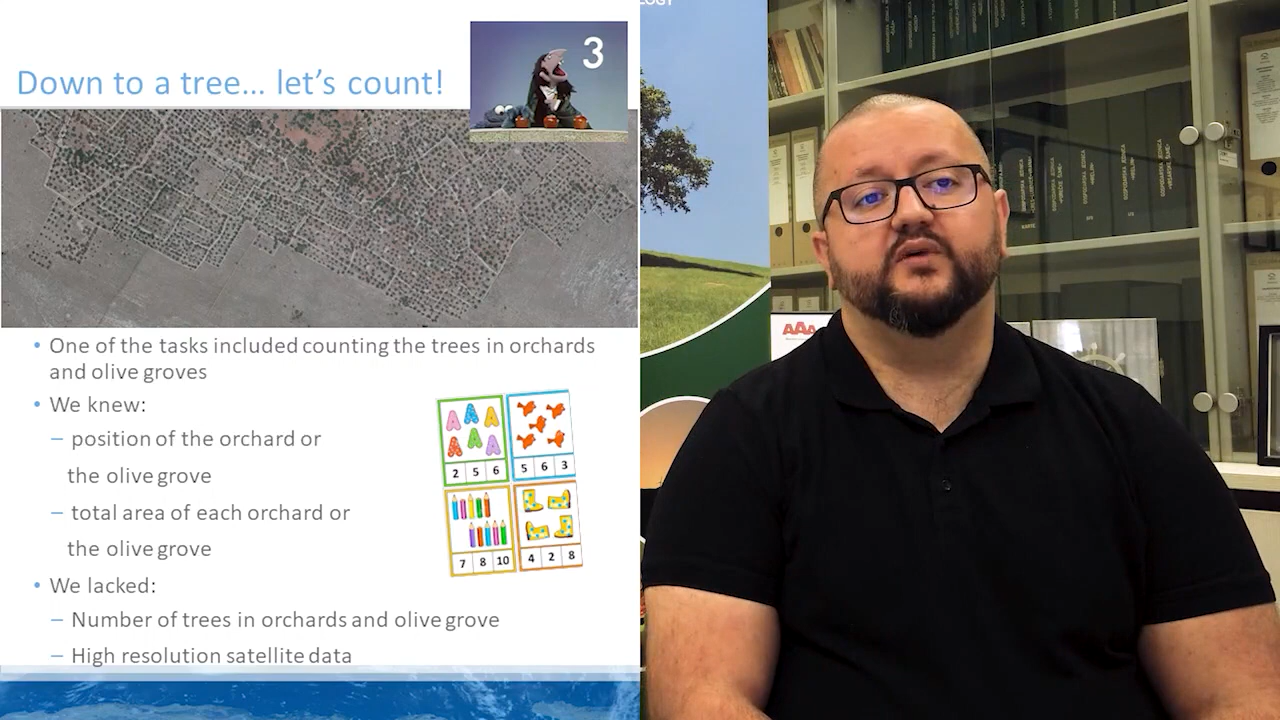 Down to a tree... let's count!
3
• One of the tasks included counting the trees in orchards
and olive groves
• We knew:
– position of the orchard or
the olive grove
– total area of each orchard or
the olive grove
• We lacked:
– Number of trees in orchards and olive grove
– High resolution satellite data
A A A
A A A
2 5 6
5 6 3
7 8 10
4 2 8
LOGY
AAA